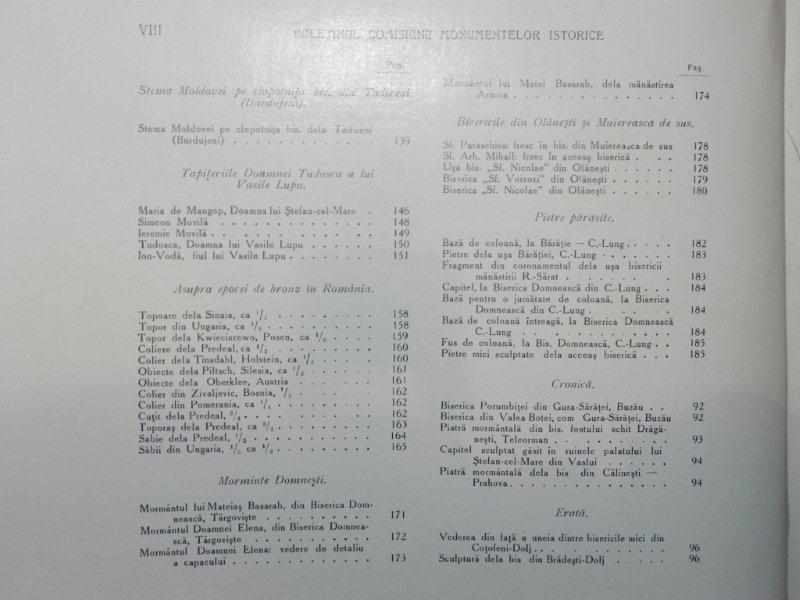 VIII
BULETINUL COMISIUNII MONUMENTELOR ISTORICE
Pag.
Stema Moldovei pe clopotnița bis. din Todireni
(Burdujeni).
Stema Moldovei pe clopotnița bis. dela Todireni
(Burdujeni) . . . . . . . . . . . . 139
Tapițeriile Doamnei Tudosca a lui
Vasile Lupu.
Maria de Mangop, Doamna lui Ștefan-cel-Mare . 146
Simeon Movilă . . . . . . . . . . . . . 148
Ieremie Movilă . . . . . . . . . . . . . 149
Tudosca, Doamna lui Vasile Lupu . . . . . . 150
Ion-Vodă, fiul lui Vasile Lupu . . . . . . . . 151
Asupra epocei de bronz în România.
Topoare dela Sinaia, ca 1/2 . . . . . . . . . 158
Topor din Ungaria, ca 1/3 . . . . . . . . . 158
Topor dela Kwieciszewo, Posen, ca 1/2 . . . . 159
Coliere dela Predeal, ca 1/3 . . . . . . . . . 160
Colier dela Tinsdahl, Holstein, ca 1/2 . . . . . 160
Obiecte dela Piltsch, Silesia, ca 1/3 . . . . . . 161
Obiecte dela Oberklee, Austria . . . . . . . 161
Colier din Zivaljevic, Bosnia, 1/3 . . . . . . . 162
Colier din Pomerania, ca 1/4 . . . . . . . . 162
Cuțit dela Predeal, 3/4 . . . . . . . . . . . 162
Toporaș dela Predeal, ca 3/4 . . . . . . . . 163
Sabie dela Predeal, 1/3 . . . . . . . . . . 164
Săbii din Ungaria, 1/5 ca 1/3 . . . . . . . . 165
Morminte Domnești.
Mormântul lui Mateiaș Basarab, din Biserica Dom-
nească, Târgoviște . . . . . . . . . . 171
Mormântul Doamnei Elena, din Biserica Domnea-
scă, Târgoviște . . . . . . . . . . . 172
Mormântul Doamnei Elena: vedere de detaliu
a capacului . . . . . . . . . . . . . 173
Pag
Mormântul lui Matei Basarab, dela mănăstirea
Arnota . . . . . . . . . . . . . . . 174
Bisericile din Olănești și Muiereasca de sus.
Sf. Paraschiva: fresc în bis. din Muiereasca de sus 178
Sf. Arh. Mihail: fresc în aceeaș biserică . . . . 178
Ușa bis. „Sf. Nicolae" din Olănești . . . . . . 178
Biserica „Sf. Voivozi" din Olănești . . . . . . 179
Biserica „Sf. Nicolae" din Olănești . . . . . . 180
Pietre părăsite.
Bază de coloană, la Bărăție — C.-Lung . . . . 182
Pietre dela ușa Bărăției, C.-Lung . . . . . . . 183
Fragment din coronamentul dela ușa bisericii
mănăstirii R.-Sărat . . . . . . . . . . 183
Capitel, la Biserica Domnească din C.-Lung . . . 184
Bază pentru o jumătate de coloană, la Biserica
Domnească din C.-Lung . . . . . . . . 184
Bază de coloană întreagă, la Biserica Domnească
C.-Lung . . . . . . . . . . . . . . 184
Fus de coloană, la Bis. Domnească, C.-Lung . . 185
Pietre mici sculptate dela aceeaș biserică . . . 185
Cronică.
Biserica Porumbiței din Gura-Sărăței, Buzău . . 92
Biserica din Valea Botei, com Gura-Sărăței, Buzău 92
Piatră mormântală din bis. fostului schit Drăgă-
nești, Teleorman . . . . . . . . . . . 93
Capitel sculptat găsit în ruinele palatului lui
Ștefan-cel-Mare din Vaslui . . . . . . . 94
Piatră mormântală dela bis din Călinești —
Prahova . . . . . . . . . . . . . . . 94
Erată.
Vederea din față a uneia dintre bisericile mici din
Coțofeni-Dolj . . . . . . . . . . . . . 96
Sculptură dela bis din Brădești-Dolj . . . . . 96